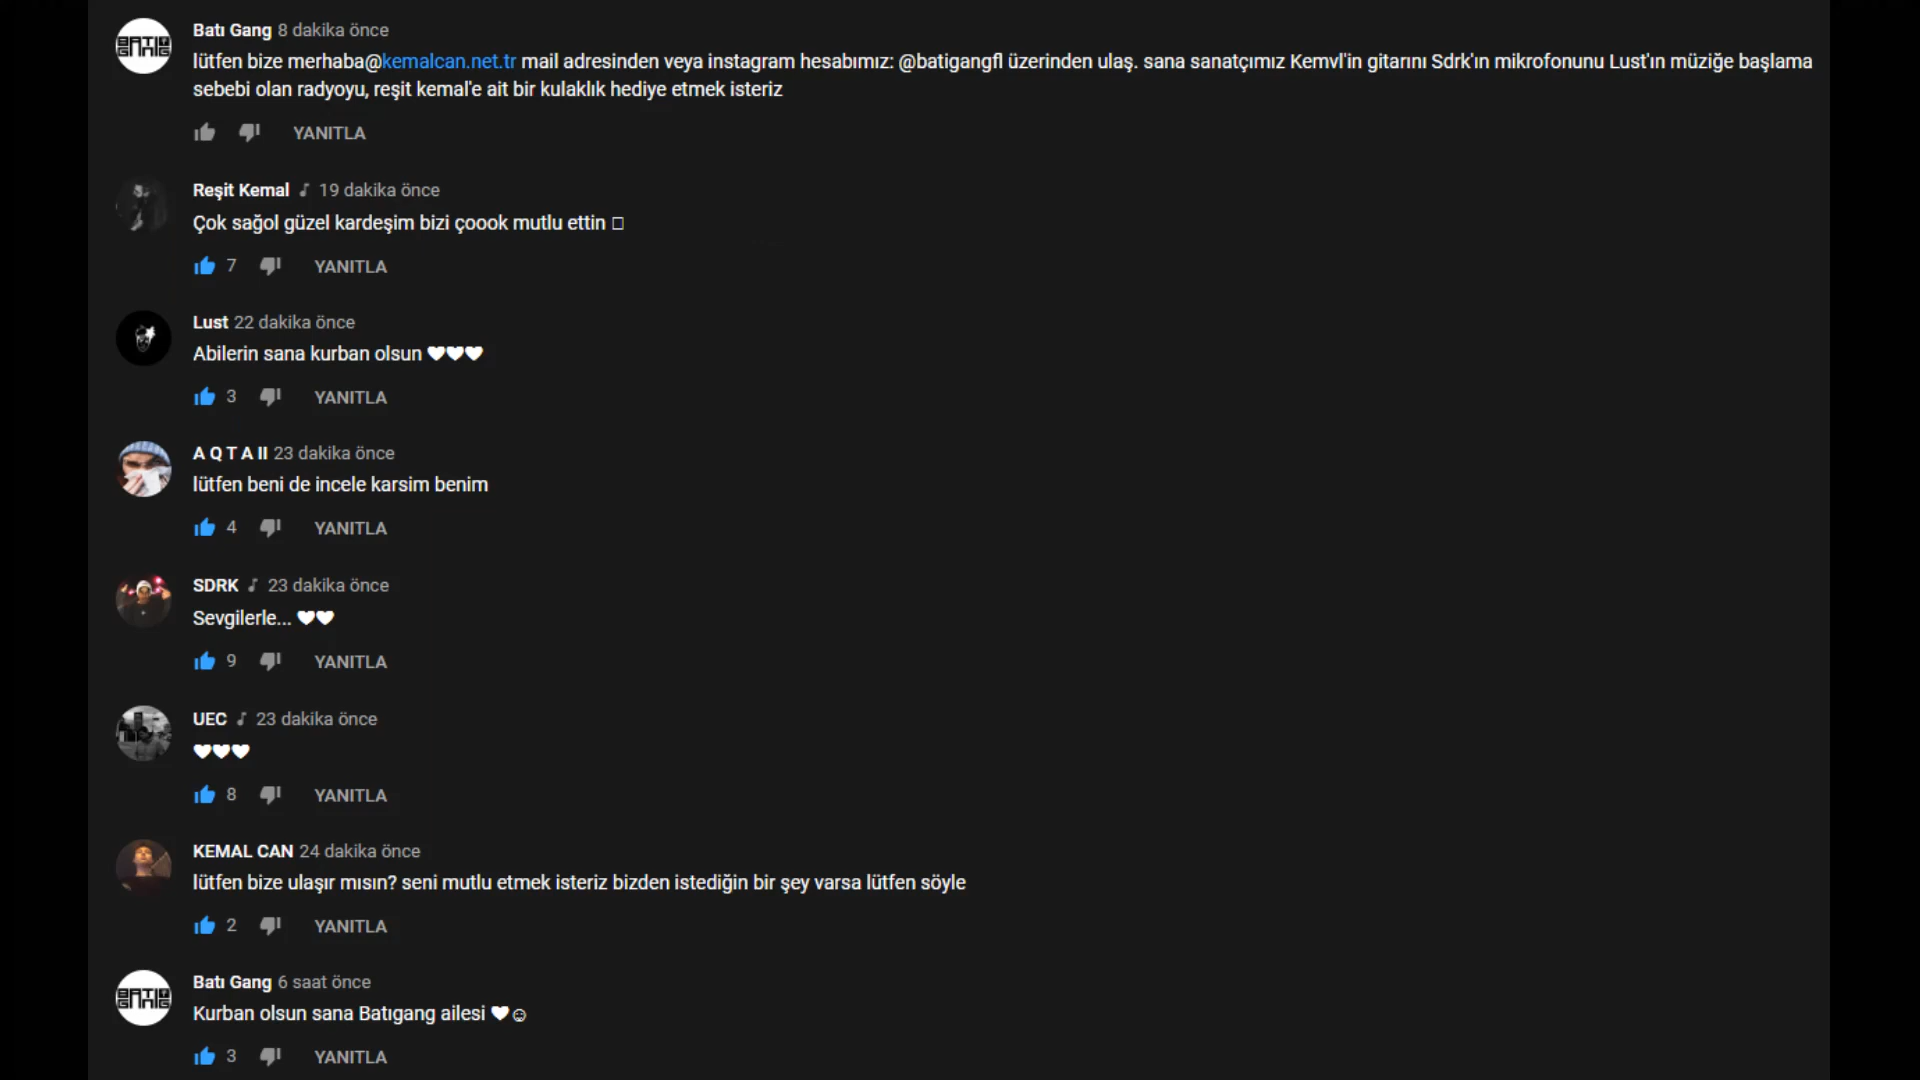 Batı Gang 8 dakika önce
lütfen bize merhaba@kemalcan.net.tr mail adresinden veya instagram hesabımız: @batigangfl üzerinden ulaş. sana sanatçımız Kemvl'in gitarını Sdrk'ın mikrofonunu Lust'ın müziğe başlama
sebebi olan radyoyu, reşit kemal'e ait bir kulaklık hediye etmek isteriz
YANITLA
Reşit Kemal 19 dakika önce
Çok sağol güzel kardeşim bizi çoook mutlu ettin
7 YANITLA
Lust 22 dakika önce
Abilerin sana kurban olsun
3 YANITLA
A Q T A II 23 dakika önce
lütfen beni de incele karsim benim
4 YANITLA
SDRK 23 dakika önce
Sevgilerle...
9 YANITLA
UEC 23 dakika önce
8 YANITLA
KEMAL CAN 24 dakika önce
lütfen bize ulaşır mısın? seni mutlu etmek isteriz bizden istediğin bir şey varsa lütfen söyle
2 YANITLA
Batı Gang 6 saat önce
Kurban olsun sana Batıgang ailesi
3 YANITLA